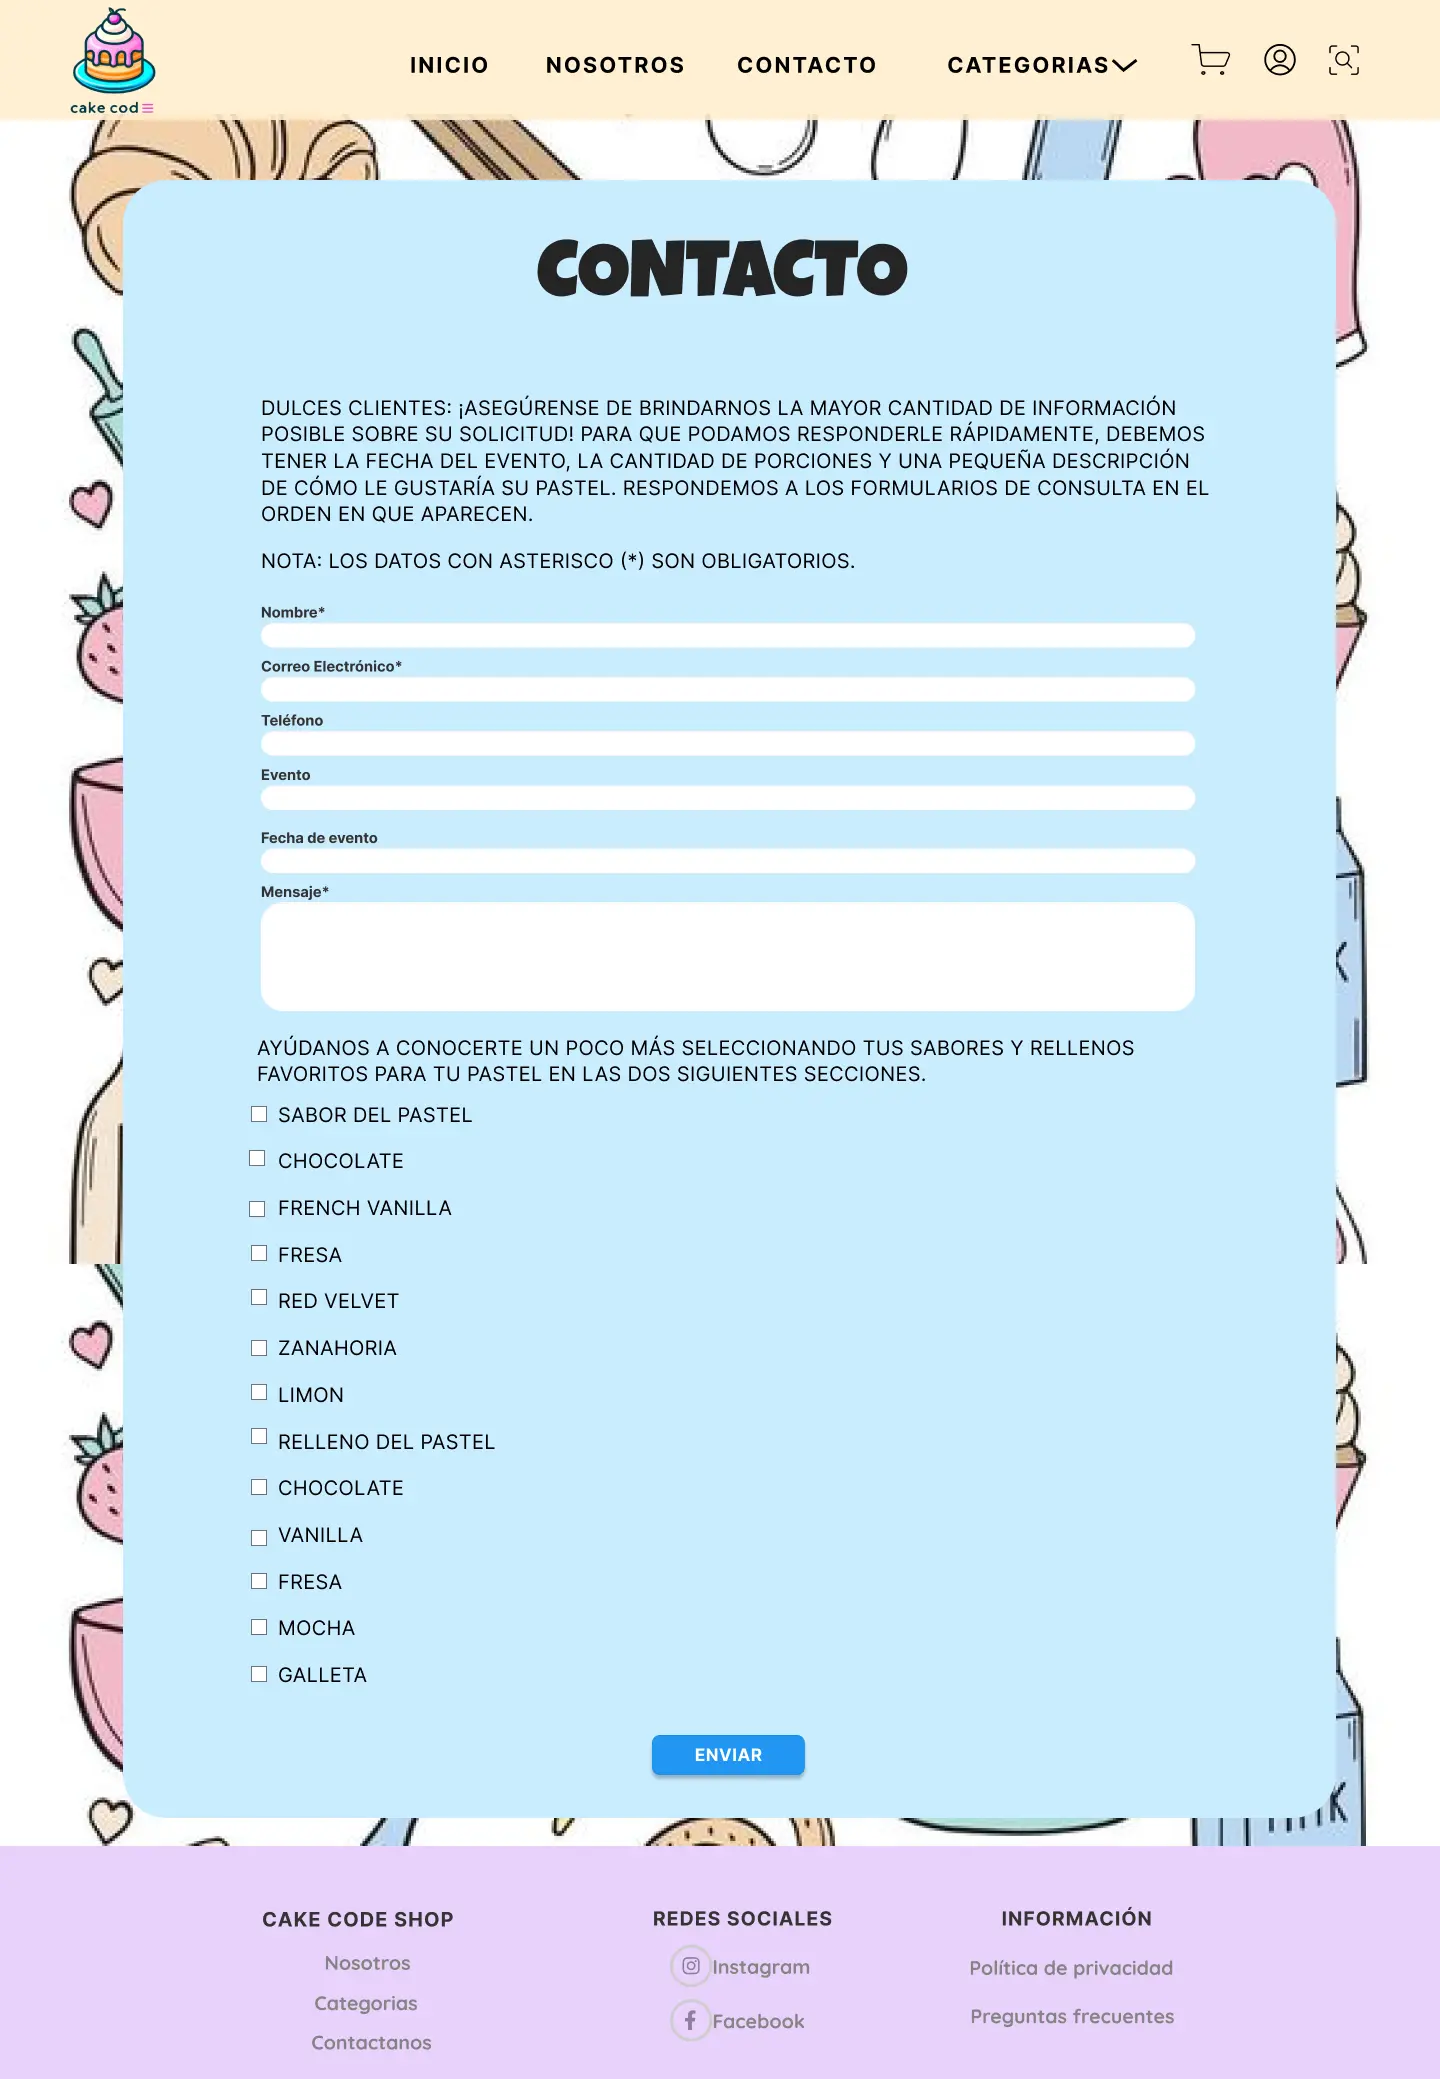 cake cod
INICIO
NOSOTROS
CONTACTO
CATEGORIAS
CONTACTO
DULCES CLIENTES: ¡ASEGÚRENSE DE BRINDARNOS LA MAYOR CANTIDAD DE INFORMACIÓN
POSIBLE SOBRE SU SOLICITUD! PARA QUE PODAMOS RESPONDERLE RÁPIDAMENTE, DEBEMOS
TENER LA FECHA DEL EVENTO, LA CANTIDAD DE PORCIONES Y UNA PEQUEÑA DESCRIPCIÓN
DE CÓMO LE GUSTARÍA SU PASTEL. RESPONDEMOS A LOS FORMULARIOS DE CONSULTA EN EL
ORDEN EN QUE APARECEN.
NOTA: LOS DATOS CON ASTERISCO (*) SON OBLIGATORIOS.
Nombre*
Correo Electrónico*
Teléfono
Evento
Fecha de evento
Mensaje*
AYÚDANOS A CONOCERTE UN POCO MÁS SELECCIONANDO TUS SABORES Y RELLENOS
FAVORITOS PARA TU PASTEL EN LAS DOS SIGUIENTES SECCIONES.
SABOR DEL PASTEL
CHOCOLATE
FRENCH VANILLA
FRESA
RED VELVET
ZANAHORIA
LIMON
RELLENO DEL PASTEL
CHOCOLATE
VANILLA
FRESA
MOCHA
GALLETA
ENVIAR
CAKE CODE SHOP
Nosotros
Categorias
Contactanos
REDES SOCIALES
Instagram
Facebook
INFORMACIÓN
Política de privacidad
Preguntas frecuentes